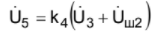 U̇₅ = k₄(U̇₃ + U̇ш₂)